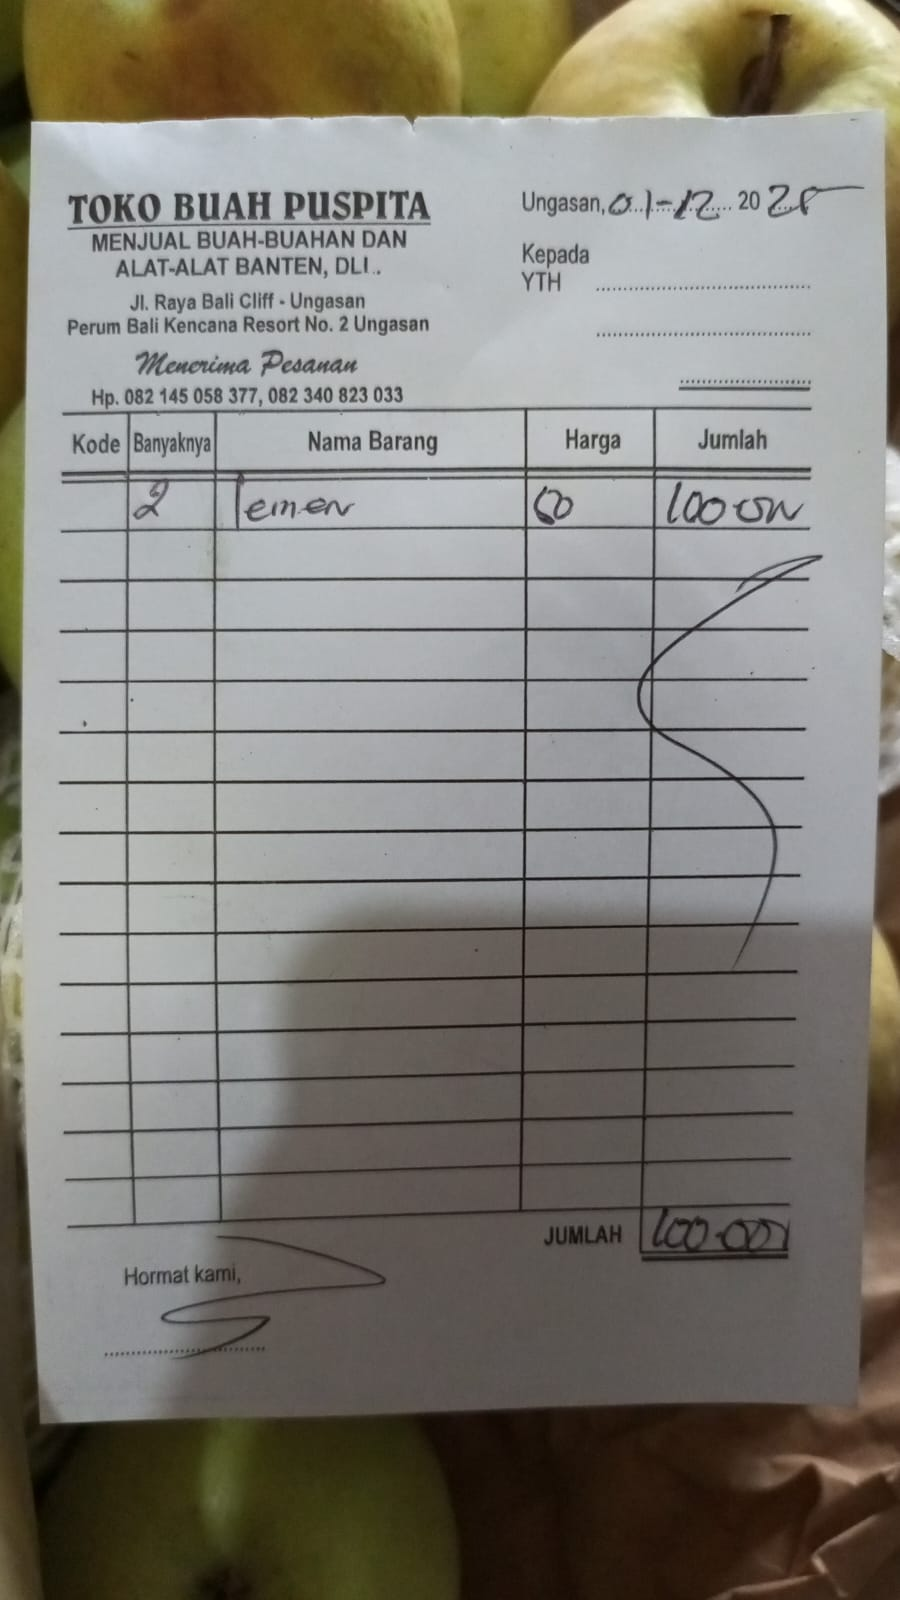 TOKO BUAH PUSPITA
MENJUAL BUAH-BUAHAN DAN
ALAT-ALAT BANTEN, DLL..
Jl. Raya Bali Cliff - Ungasan
Perum Bali Kencana Resort No. 2 Ungasan
Menerima Pesanan
Hp. 082 145 058 377, 082 340 823 033
Ungasan, 01-12 2025
Kepada
YTH
Kode Banyaknya Nama Barang Harga Jumlah
2 lemen 50 100 000
JUMLAH 100.000
Hormat kami,